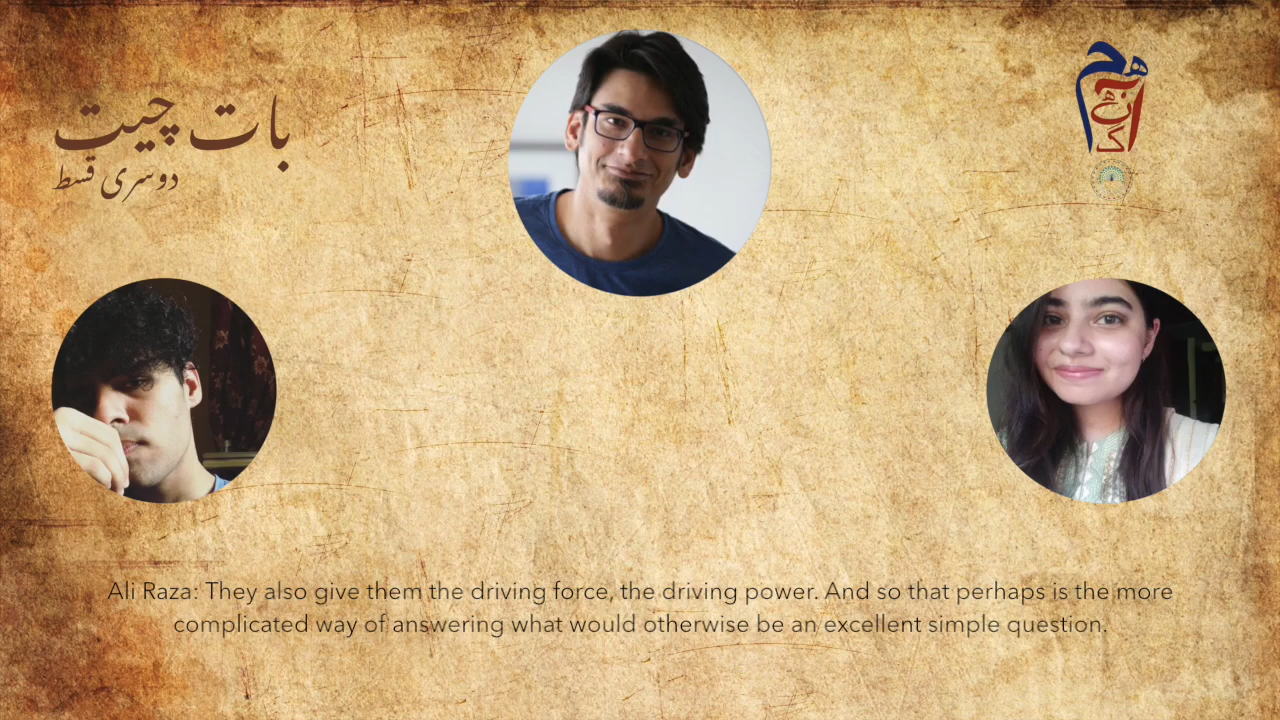 بات چیت
دوسری قسط
Ali Raza: They also give them the driving force, the driving power. And so that perhaps is the more
complicated way of answering what would otherwise be an excellent simple question.